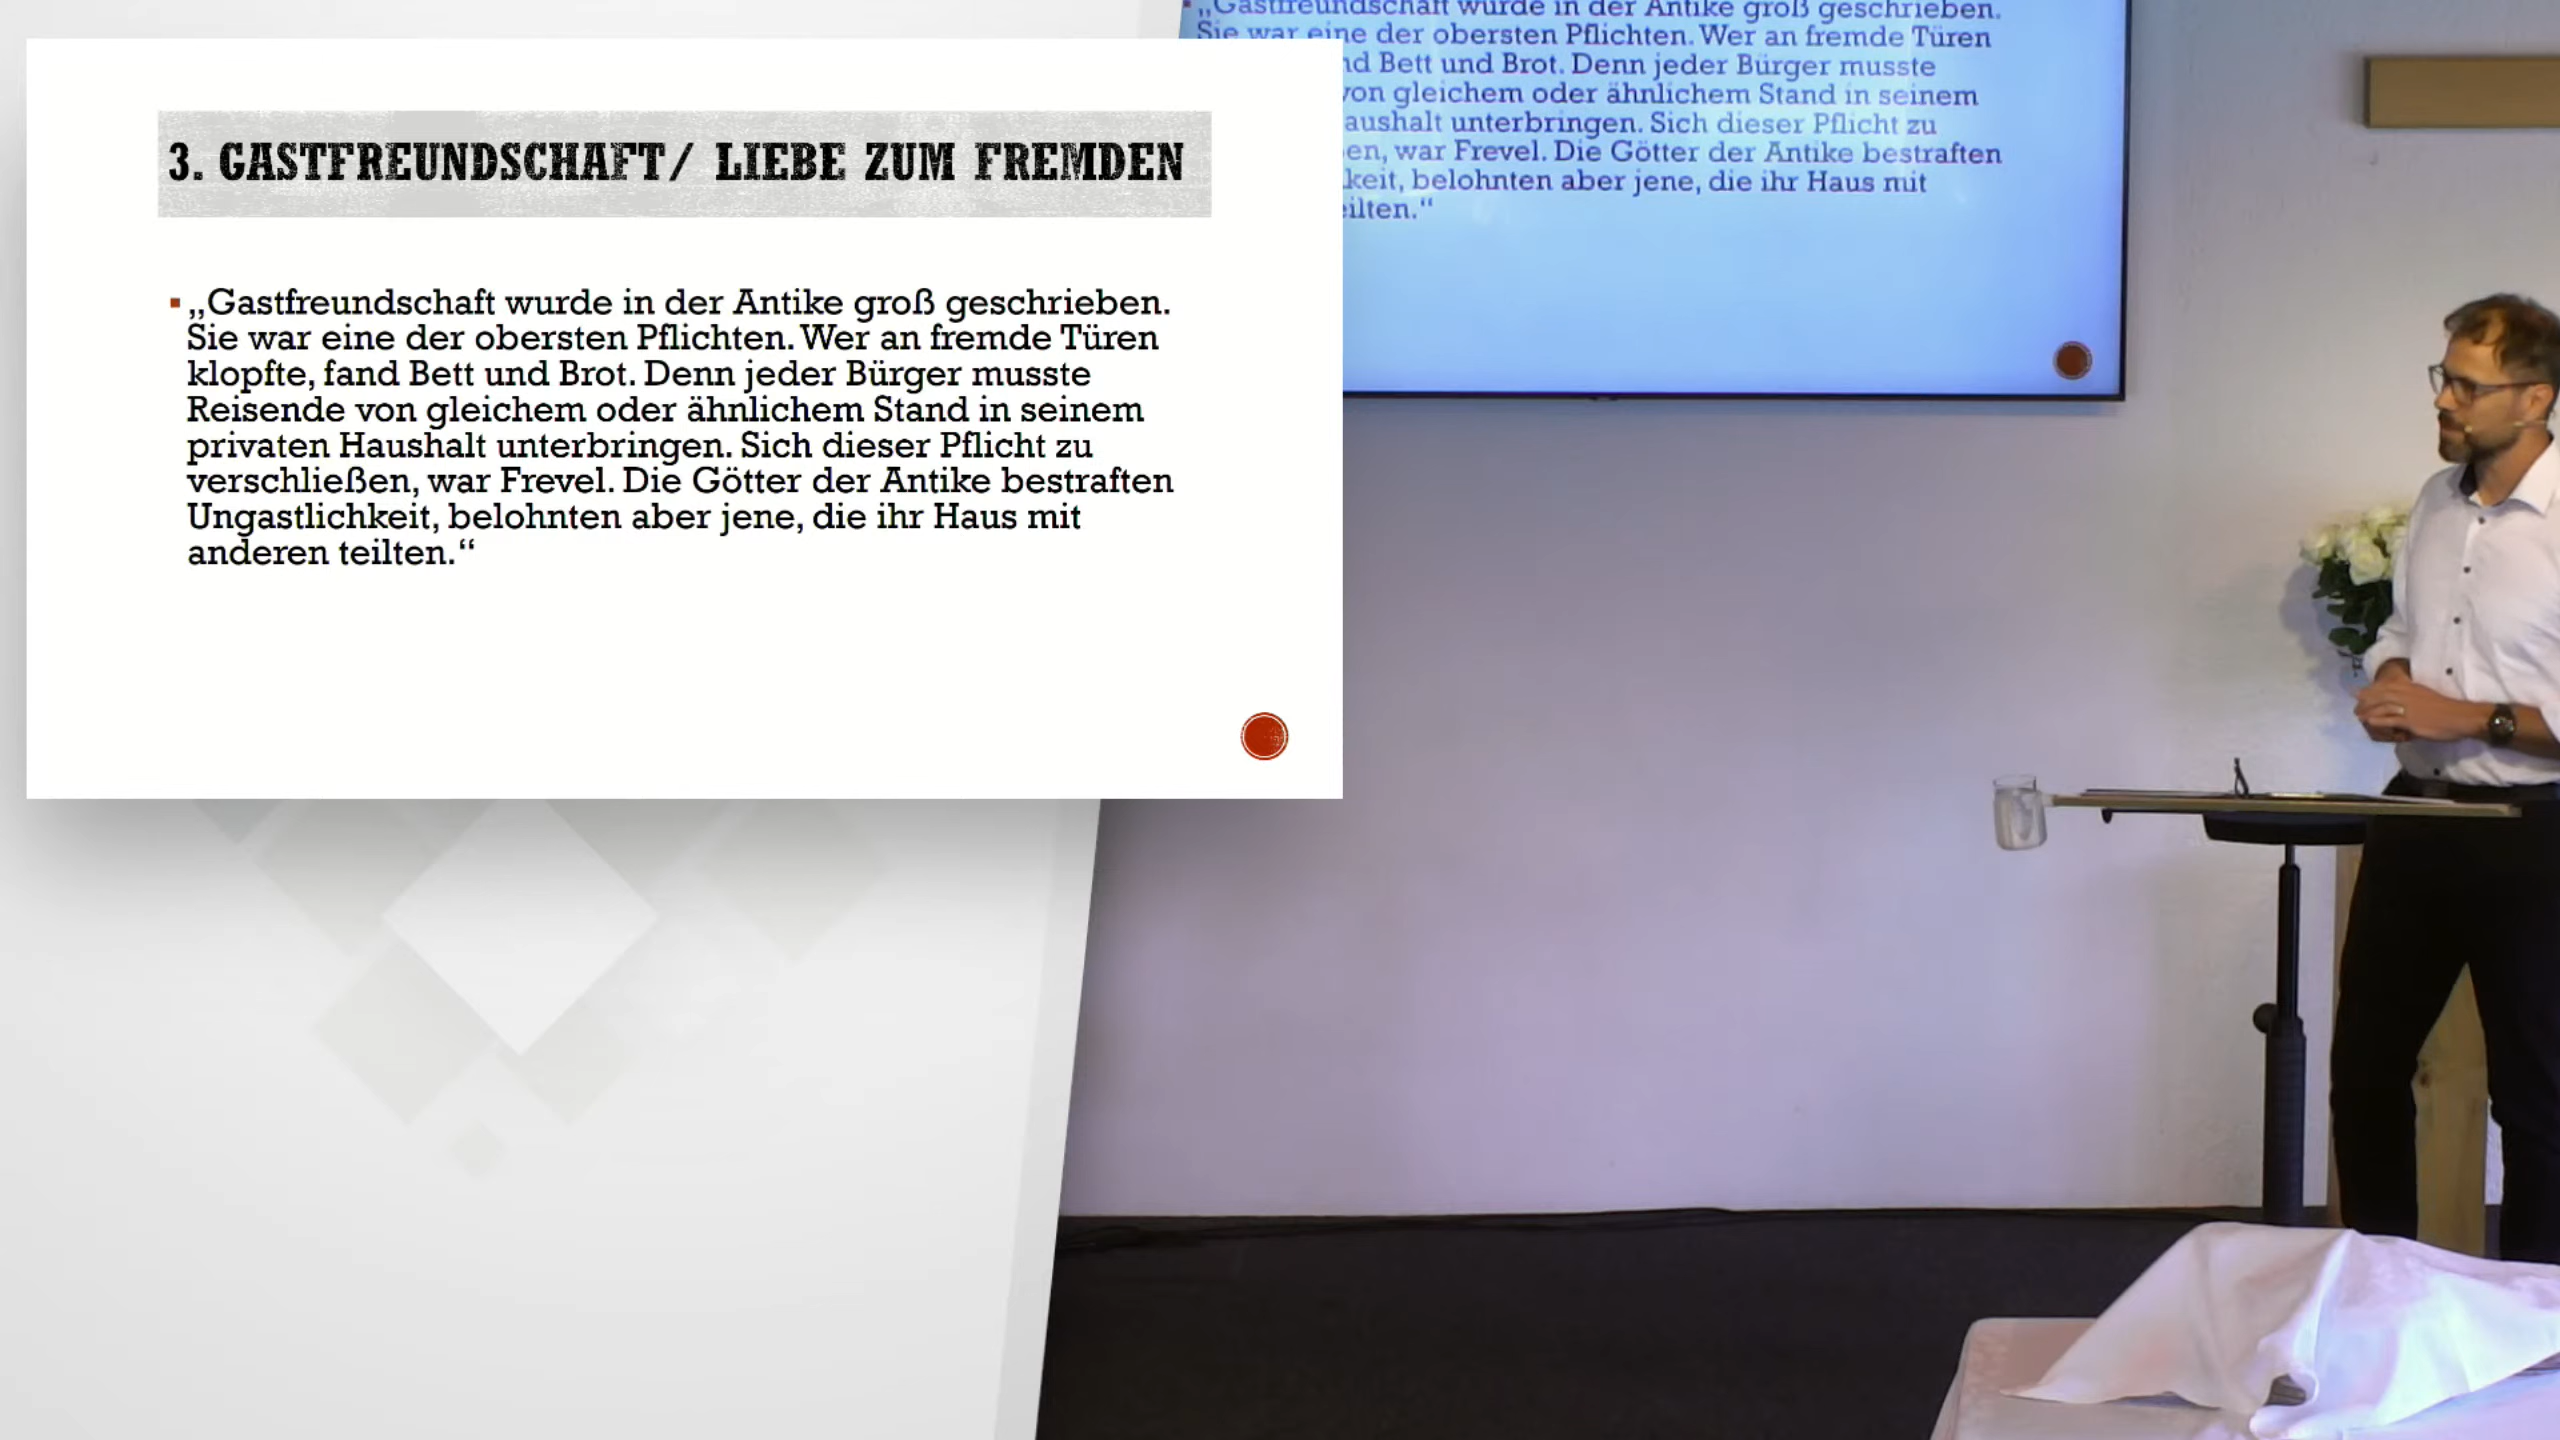 3. GASTFREUNDSCHAFT/ LIEBE ZUM FREMDEN
„Gastfreundschaft wurde in der Antike groß geschrieben.
Sie war eine der obersten Pflichten. Wer an fremde Türen
klopfte, fand Bett und Brot. Denn jeder Bürger musste
Reisende von gleichem oder ähnlichem Stand in seinem
privaten Haushalt unterbringen. Sich dieser Pflicht zu
verschließen, war Frevel. Die Götter der Antike bestraften
Ungastlichkeit, belohnten aber jene, die ihr Haus mit
anderen teilten.“
„Gastfreundschaft wurde in der Antike groß geschrieben.
Sie war eine der obersten Pflichten. Wer an fremde Türen
nd Bett und Brot. Denn jeder Bürger musste
von gleichem oder ähnlichem Stand in seinem
aushalt unterbringen. Sich dieser Pflicht zu
en, war Frevel. Die Götter der Antike bestraften
keit, belohnten aber jene, die ihr Haus mit
eilten.“